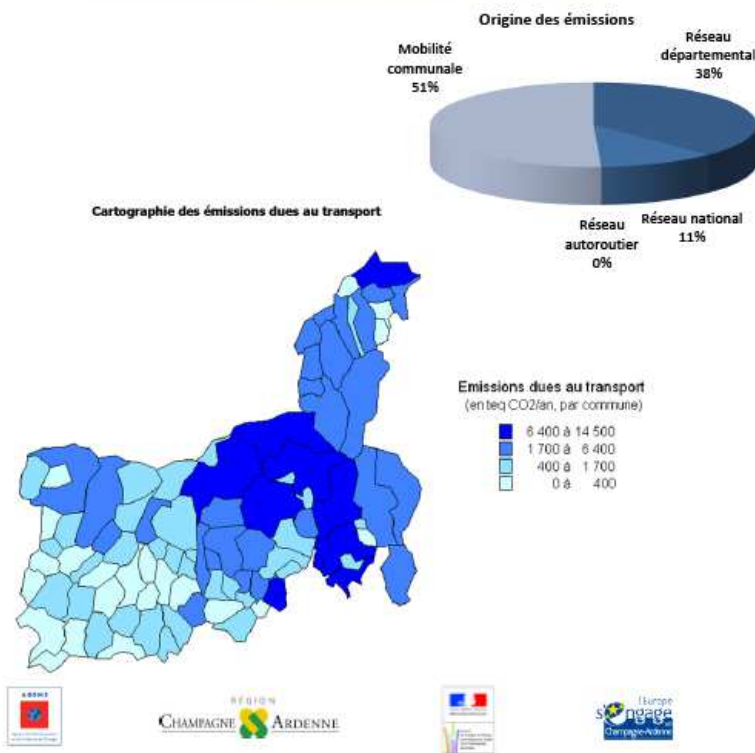 Origine des émissions
Mobilité
communale
51%
Réseau
départemental
38%
Réseau
autoroutier
0%
Réseau national
11%
Cartographie des émissions dues au transport
Emissions dues au transport
(en teq CO2/an, par commune)
6 400 à 14 500
1 700 à 6 400
400 à 1 700
0 à 400
ADEME
RÉGION
CHAMPAGNE ARDENNE
l'Europe
s'engage
Champagne-Ardenne